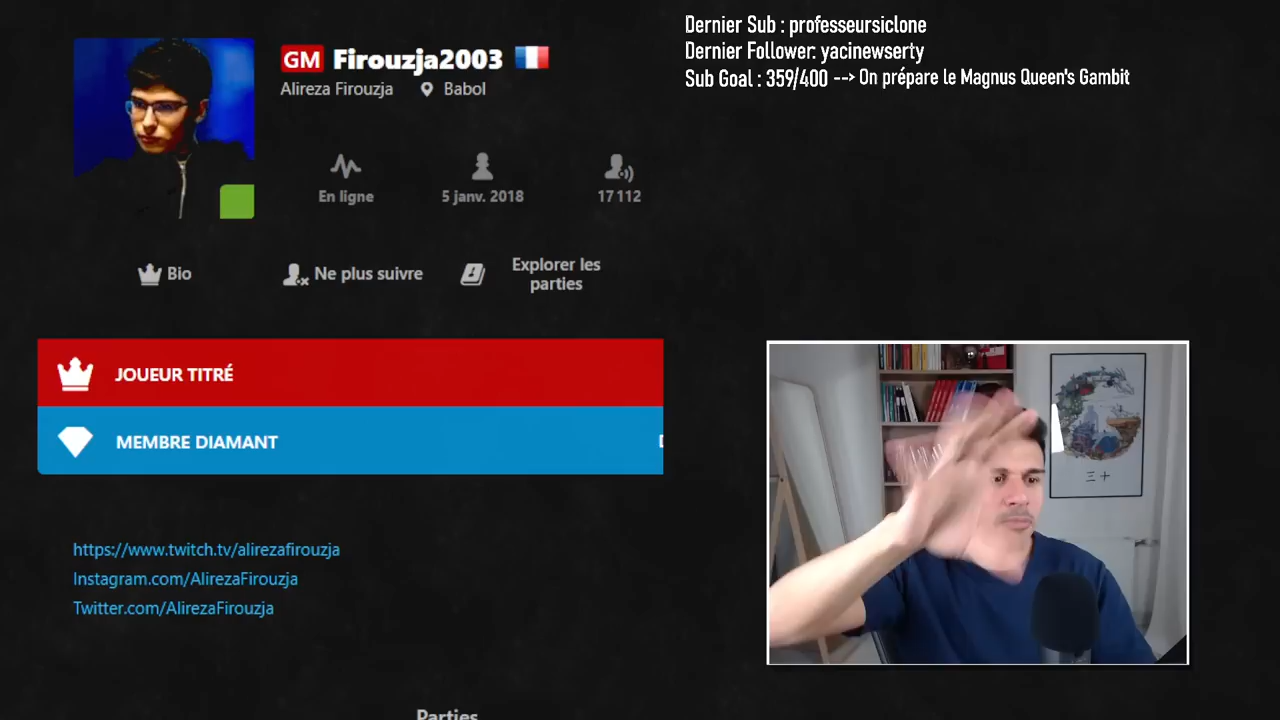 GM Firouzja2003
Alireza Firouzja Babol
En ligne
5 janv. 2018
17 112
Bio
Ne plus suivre
Explorer les
parties
JOUEUR TITRÉ
MEMBRE DIAMANT
https://www.twitch.tv/alirezafirouzja
Instagram.com/AlirezaFirouzja
Twitter.com/AlirezaFirouzja
Parties
Dernier Sub : professeursiclone
Dernier Follower: yacinewserty
Sub Goal : 359/400 --> On prépare le Magnus Queen's Gambit
三十